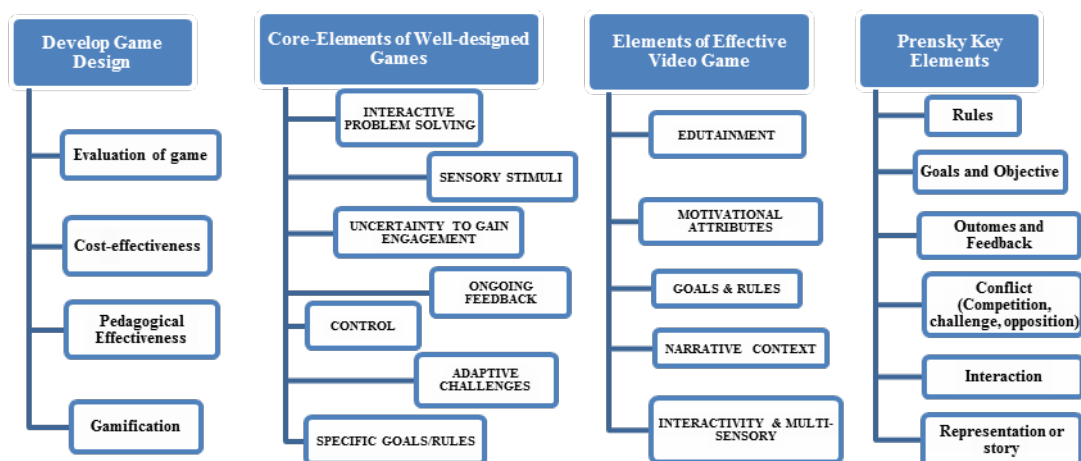 Develop Game
Design
Evaluation of game
Cost-effectiveness
Pedagogical
Effectiveness
Gamification
Core-Elements of Well-designed
Games
INTERACTIVE
PROBLEM SOLVING
SENSORY STIMULI
UNCERTAINTY TO GAIN
ENGAGEMENT
ONGOING
FEEDBACK
CONTROL
ADAPTIVE
CHALLENGES
SPECIFIC GOALS/RULES
Elements of Effective
Video Game
EDUTAINMENT
MOTIVATIONAL
ATTRIBUTES
GOALS & RULES
NARRATIVE CONTEXT
INTERACTIVITY & MULTI-
SENSORY
Prensky Key
Elements
Rules
Goals and Objective
Outomes and
Feedback
Conflict
(Competition,
challenge, opposition)
Interaction
Representation or
story